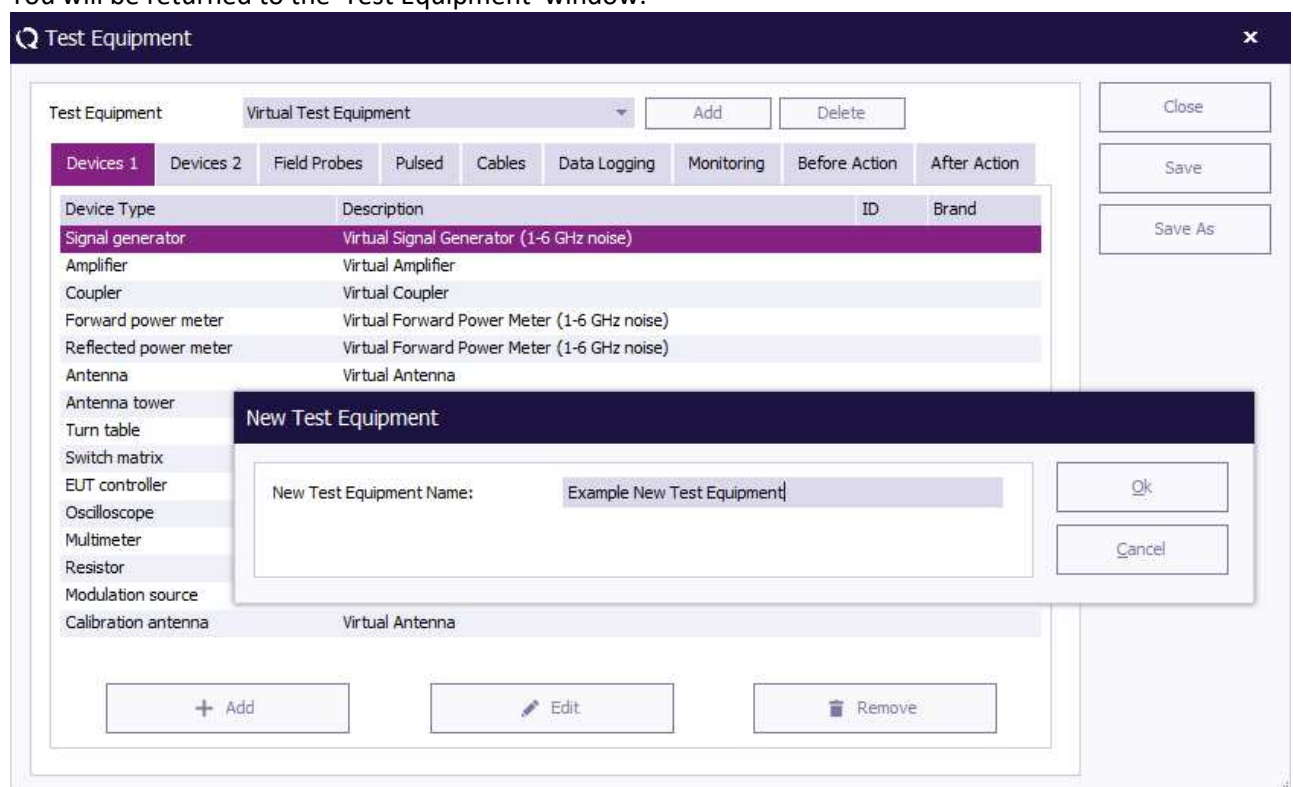 You will be returned to the 'Test Equipment' window.
Test Equipment
Test Equipment Virtual Test Equipment Add Delete Close
Devices 1 Devices 2 Field Probes Pulsed Cables Data Logging Monitoring Before Action After Action Save
Device Type Description ID Brand
Signal generator Virtual Signal Generator (1-6 GHz noise) Save As
Amplifier Virtual Amplifier
Coupler Virtual Coupler
Forward power meter Virtual Forward Power Meter (1-6 GHz noise)
Reflected power meter Virtual Forward Power Meter (1-6 GHz noise)
Antenna Virtual Antenna
Antenna tower
New Test Equipment
Turn table
Switch matrix
EUT controller
New Test Equipment Name: Example New Test Equipment Ok
Oscilloscope
Multimeter
Cancel
Resistor
Modulation source
Calibration antenna Virtual Antenna
+ Add Edit Remove